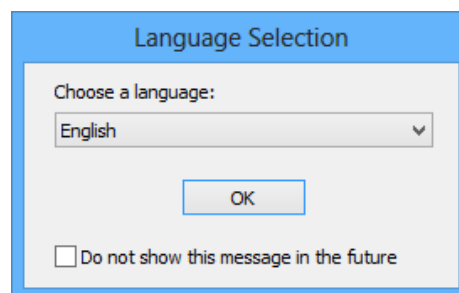 Language Selection
Choose a language:
English
OK
Do not show this message in the future